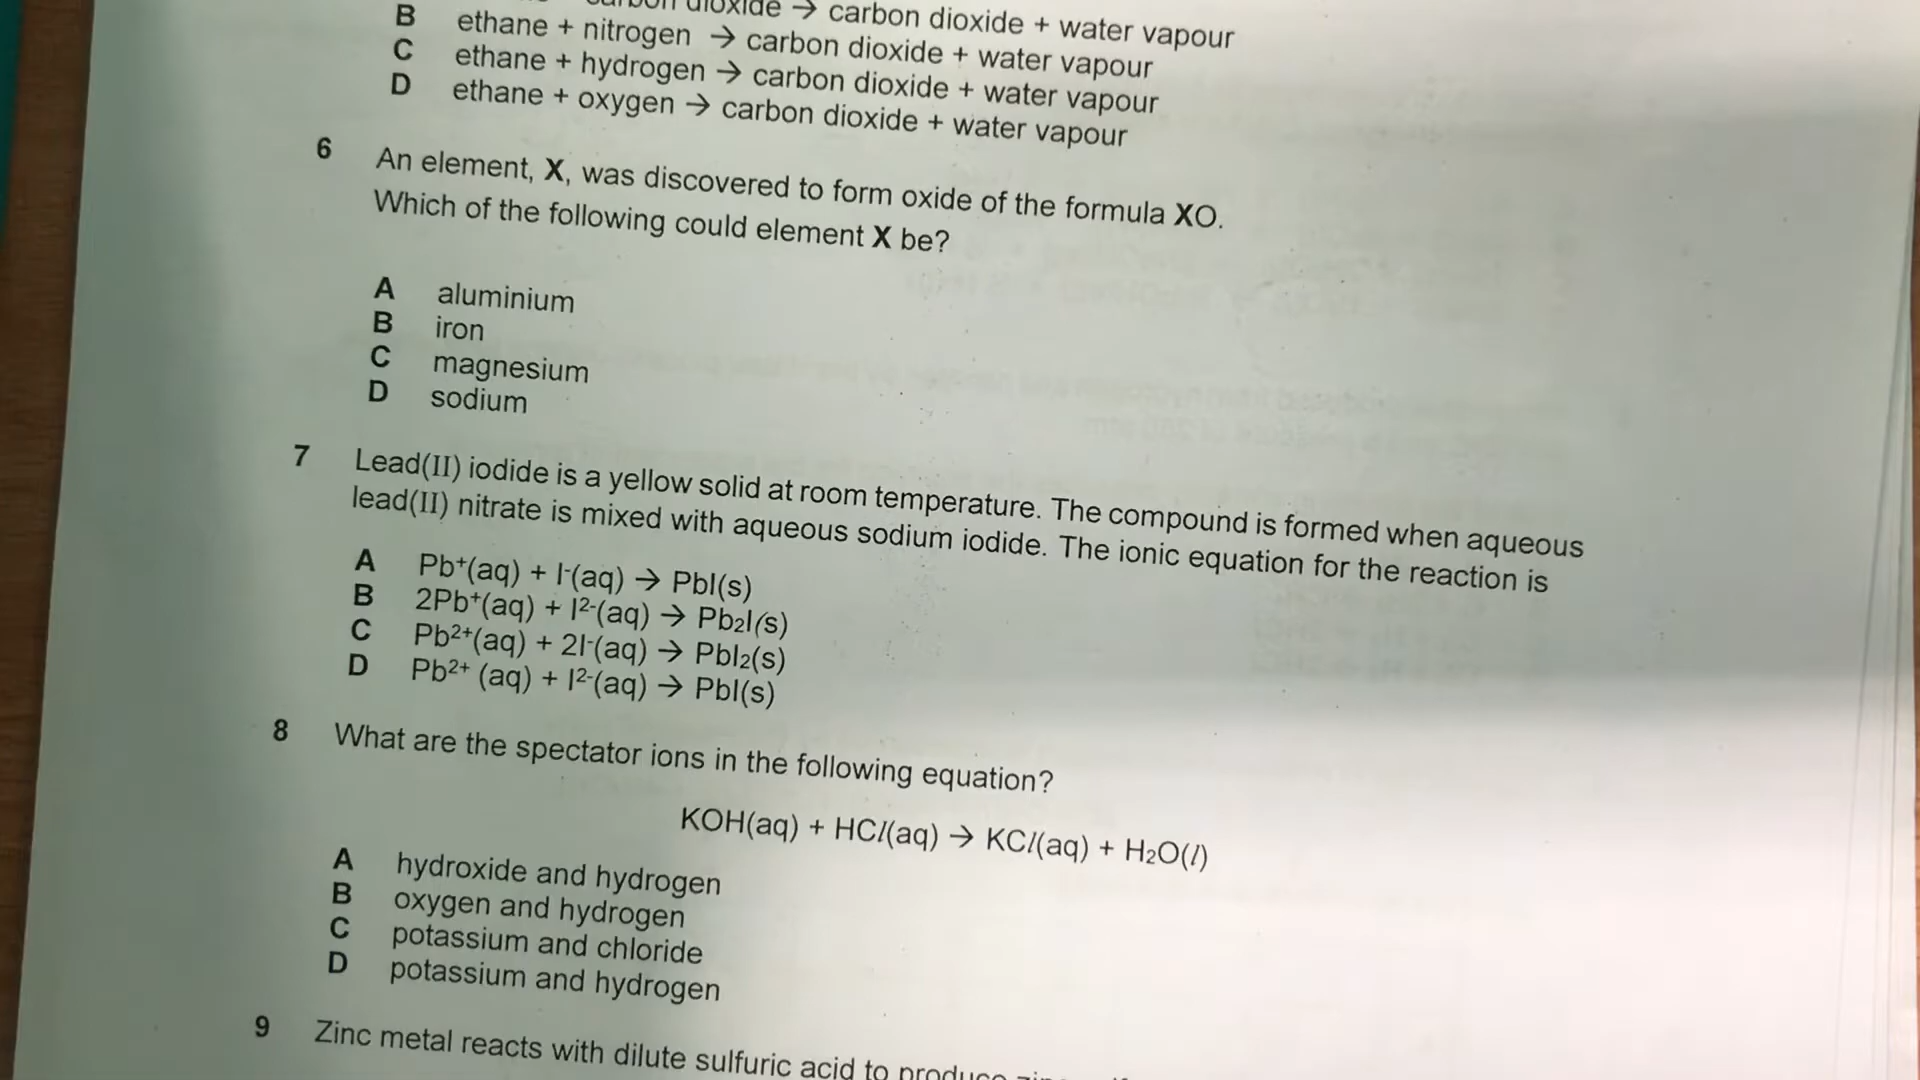 dioxide → carbon dioxide + water vapour
B ethane + nitrogen → carbon dioxide + water vapour
C ethane + hydrogen → carbon dioxide + water vapour
D ethane + oxygen → carbon dioxide + water vapour
6 An element, X, was discovered to form oxide of the formula XO.
Which of the following could element X be?
A aluminium
B iron
C magnesium
D sodium
7 Lead(II) iodide is a yellow solid at room temperature. The compound is formed when aqueous
lead(II) nitrate is mixed with aqueous sodium iodide. The ionic equation for the reaction is
A Pb⁺(aq) + I⁻(aq) → PbI(s)
B 2Pb⁺(aq) + I²⁻(aq) → Pb₂I(s)
C Pb²⁺(aq) + 2I⁻(aq) → PbI₂(s)
D Pb²⁺ (aq) + I²⁻(aq) → PbI(s)
8 What are the spectator ions in the following equation?
KOH(aq) + HCl(aq) → KCl(aq) + H₂O(l)
A hydroxide and hydrogen
B oxygen and hydrogen
C potassium and chloride
D potassium and hydrogen
9 Zinc metal reacts with dilute sulfuric acid to produce